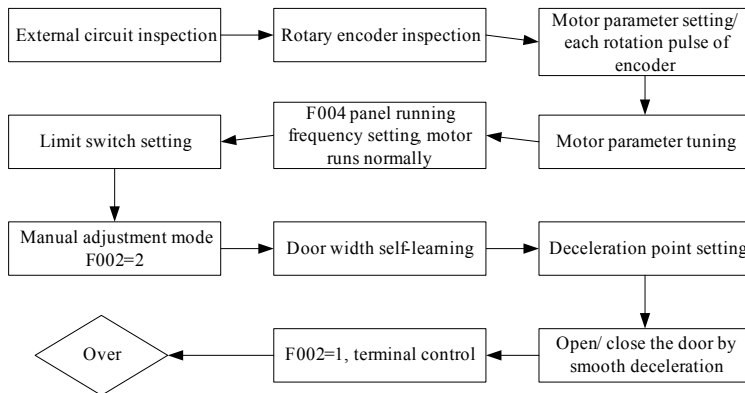 External circuit inspection
Rotary encoder inspection
Motor parameter setting/
each rotation pulse of
encoder
Motor parameter tuning
F004 panel running
frequency setting, motor
runs normally
Limit switch setting
Manual adjustment mode
F002=2
Door width self-learning
Deceleration point setting
Open/ close the door by
smooth deceleration
F002=1, terminal control
Over